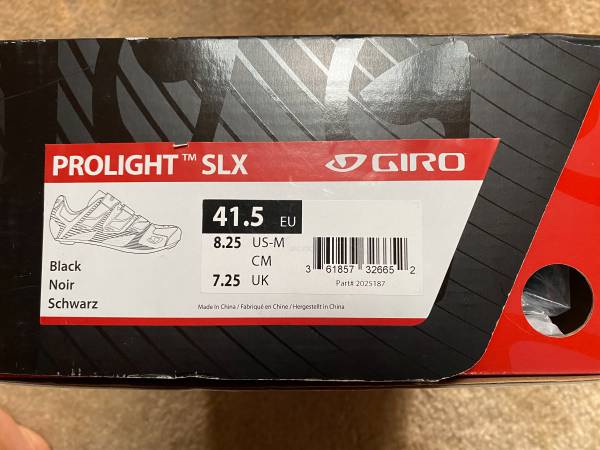 PROLIGHT™ SLX
GIRO
41.5 EU
8.25 US-M
CM
7.25 UK
Black
Noir
Schwarz
3 61857 32665 2
Part# 2025187
Made In China / Fabriqué en Chine / Hergestellt in China